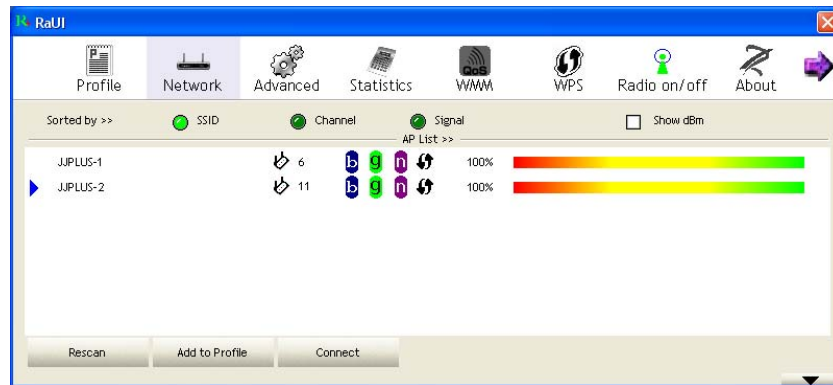 R RaUI
Profile Network Advanced Statistics QoS WMM WPS Radio on/off About
Sorted by >> SSID Channel Signal Show dBm
AP List >>
JJPLUS-1 6 b g n 100%
JJPLUS-2 11 b g n 100%
Rescan Add to Profile Connect